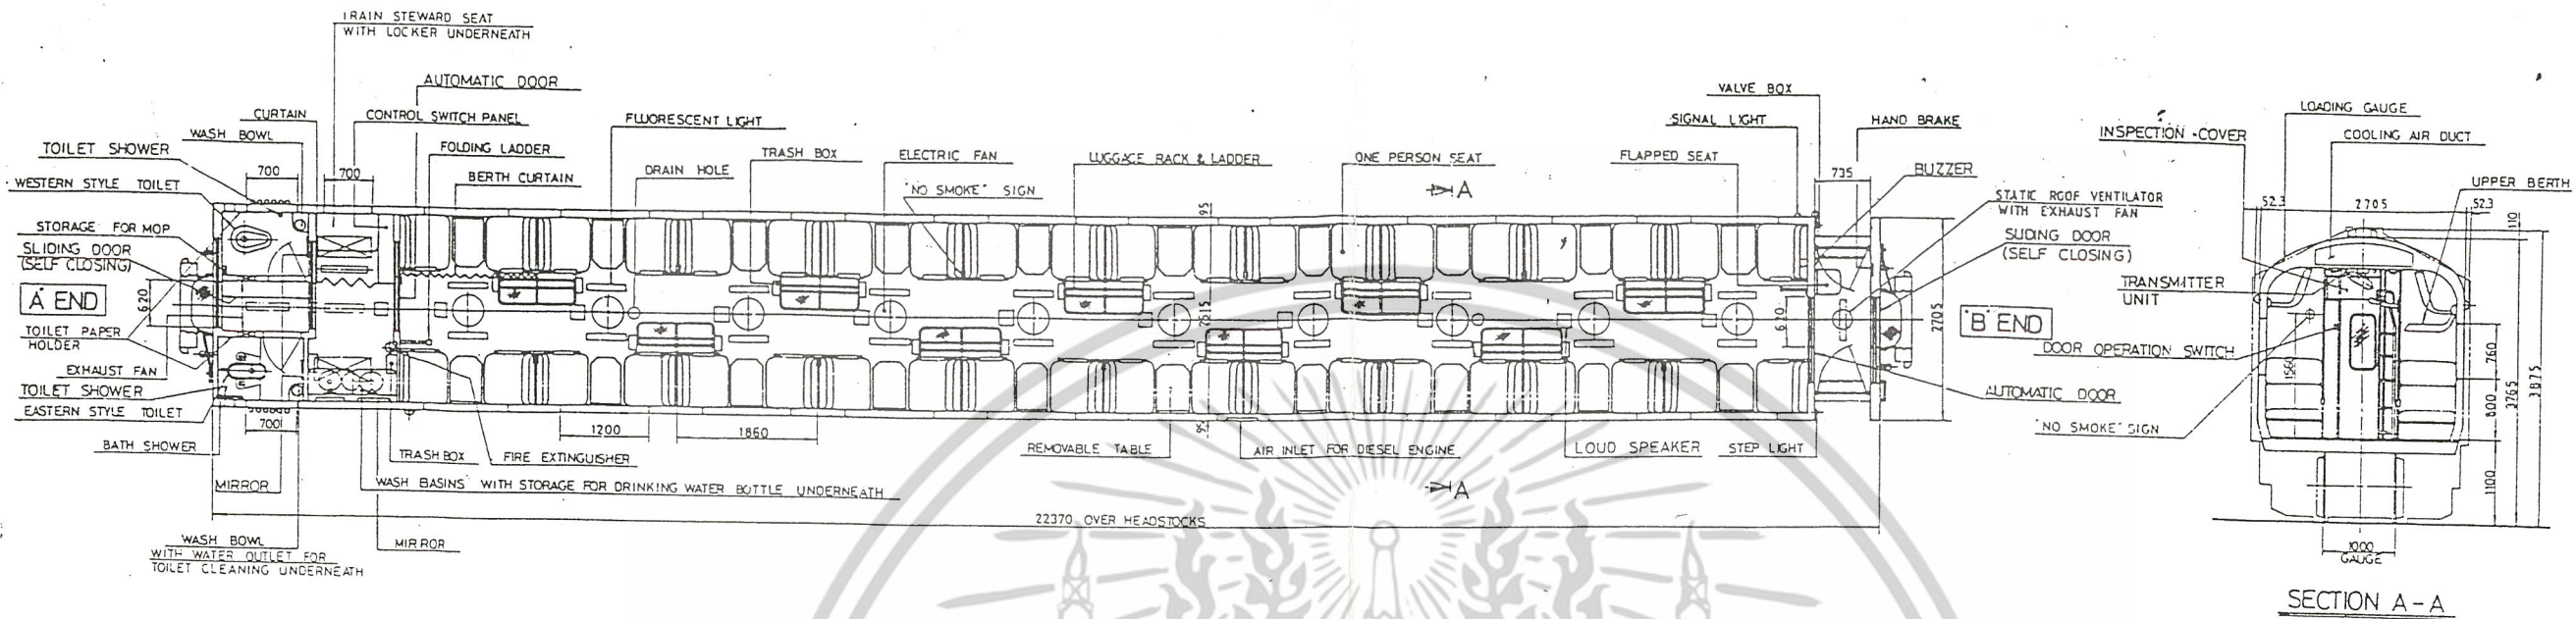 TRAIN STEWARD SEAT
WITH LOCKER UNDERNEATH
AUTOMATIC DOOR
CURTAIN
CONTROL SWITCH PANEL
WASH BOWL
FOLDING LADDER
TOILET SHOWER
700
700
BERTH CURTAIN
WESTERN STYLE TOILET
STORAGE FOR MOP
SLIDING DOOR
(SELF CLOSING)
"A" END
620
TOILET PAPER
HOLDER
EXHAUST FAN
TOILET SHOWER
EASTERN STYLE TOILET
700
BATH SHOWER
MIRROR
TRASH BOX
FIRE EXTINGUISHER
WASH BASINS WITH STORAGE FOR DRINKING WATER BOTTLE UNDERNEATH
WASH BOWL
WITH WATER OUTLET FOR
TOILET CLEANING UNDERNEATH
MIRROR
FLUORESCENT LIGHT
DRAIN HOLE
TRASH BOX
ELECTRIC FAN
"NO SMOKE" SIGN
LUGGAGE RACK & LADDER
ONE PERSON SEAT
A
FLAPPED SEAT
SIGNAL LIGHT
VALVE BOX
HAND BRAKE
735
BUZZER
STATIC ROOF VENTILATOR
WITH EXHAUST FAN
SLIDING DOOR
(SELF CLOSING)
95
2515
95
620
2705
"B" END
1200
1860
REMOVABLE TABLE
AIR INLET FOR DIESEL ENGINE
LOUD SPEAKER
STEP LIGHT
AUTOMATIC DOOR
A
22370 OVER HEADSTOCKS
LOADING GAUGE
INSPECTION COVER
COOLING AIR DUCT
UPPER BERTH
52.3
2705
52.3
110
TRANSMITTER
UNIT
DOOR OPERATION SWITCH
"NO SMOKE" SIGN
1560
760
800
1100
3765
3875
1000
GAUGE
SECTION A-A